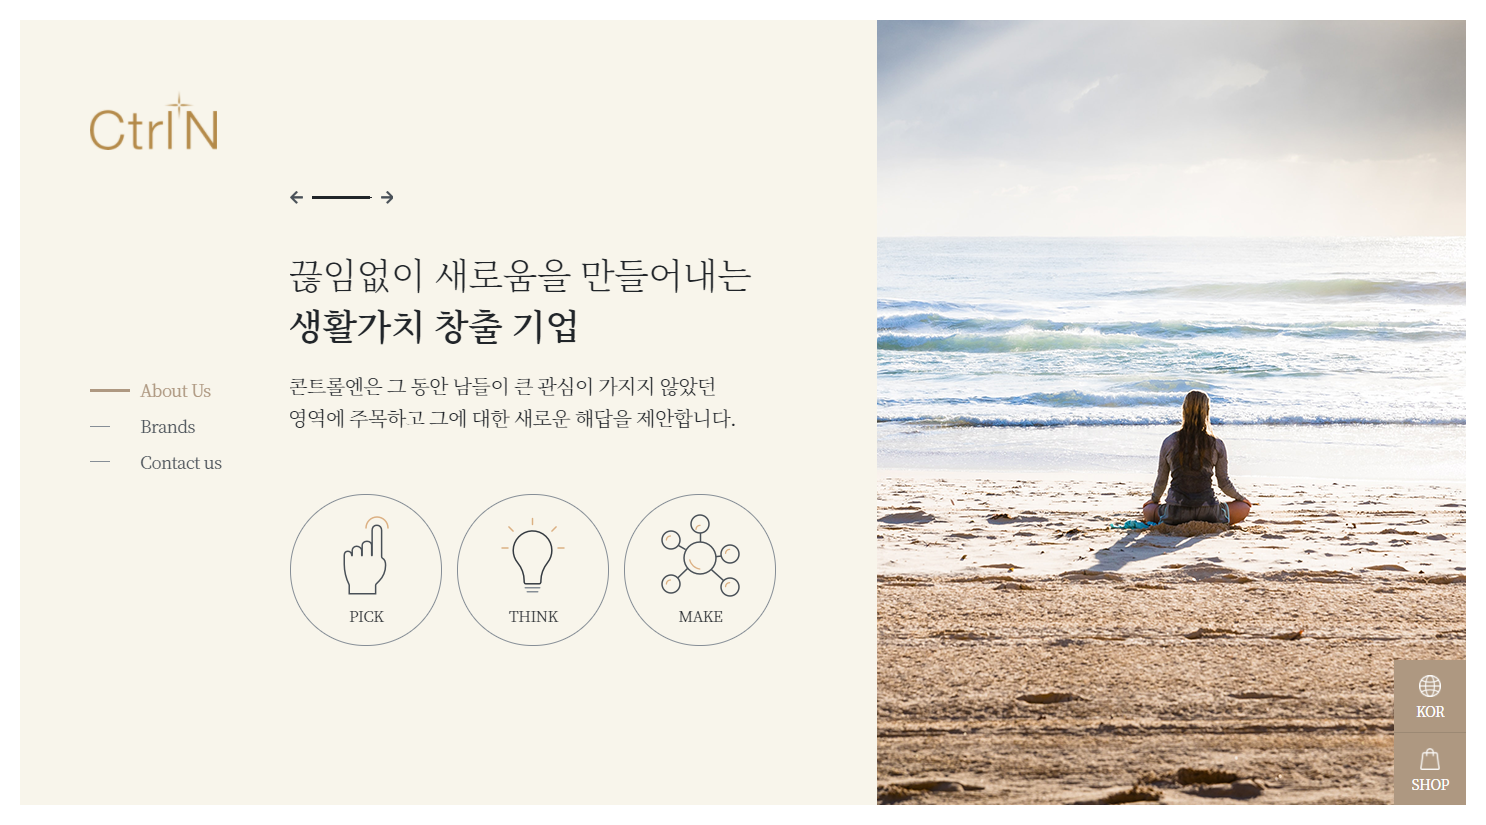 CtrlN
끊임없이 새로움을 만들어내는
생활가치 창출 기업
About Us
Brands
Contact us
콘트롤엔은 그 동안 남들이 큰 관심이 가지지 않았던
영역에 주목하고 그에 대한 새로운 해답을 제안합니다.
PICK
THINK
MAKE
KOR
SHOP